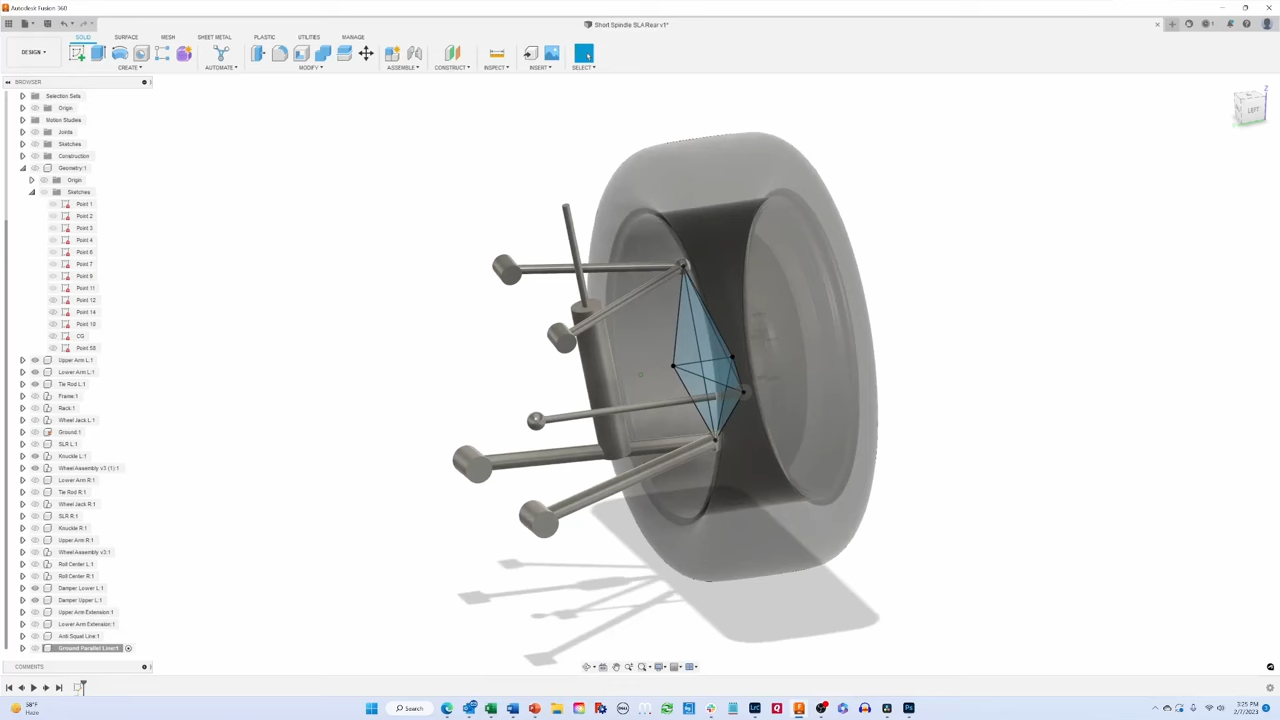 Autodesk Fusion 360
Short Spindle SLA Rear v1*
DESIGN
SOLID SURFACE MESH SHEET METAL PLASTIC UTILITIES MANAGE
CREATE AUTOMATE MODIFY ASSEMBLE CONSTRUCT INSPECT INSERT SELECT
BROWSER
Selection Sets
Origin
Motion Studies
Joints
Sketches
Construction
Geometry:1
Origin
Sketches
Point 1
Point 2
Point 3
Point 4
Point 6
Point 7
Point 11
Point 12
Point 14
Point 10
CG
Point 58
Upper Arm L:1
Lower Arm L:1
Tie Rod L:1
Frame:1
Rack:1
Wheel Jack L:1
Ground:1
SLR L:1
Knuckle L:1
Wheel Assembly v3 (1):1
Lower Arm R:1
Tie Rod R:1
Wheel Jack R:1
SLR R:1
Knuckle R:1
Upper Arm R:1
Wheel Assembly v3:1
Roll Center L:1
Roll Center R:1
Damper Lower L:1
Damper Upper L:1
Upper Arm Extension:1
Lower Arm Extension:1
Anti Squat Line:1
Ground Parallel Line:1
COMMENTS
LEFT
Z
58°F
Haze
Search
3:25 PM
2/7/2023